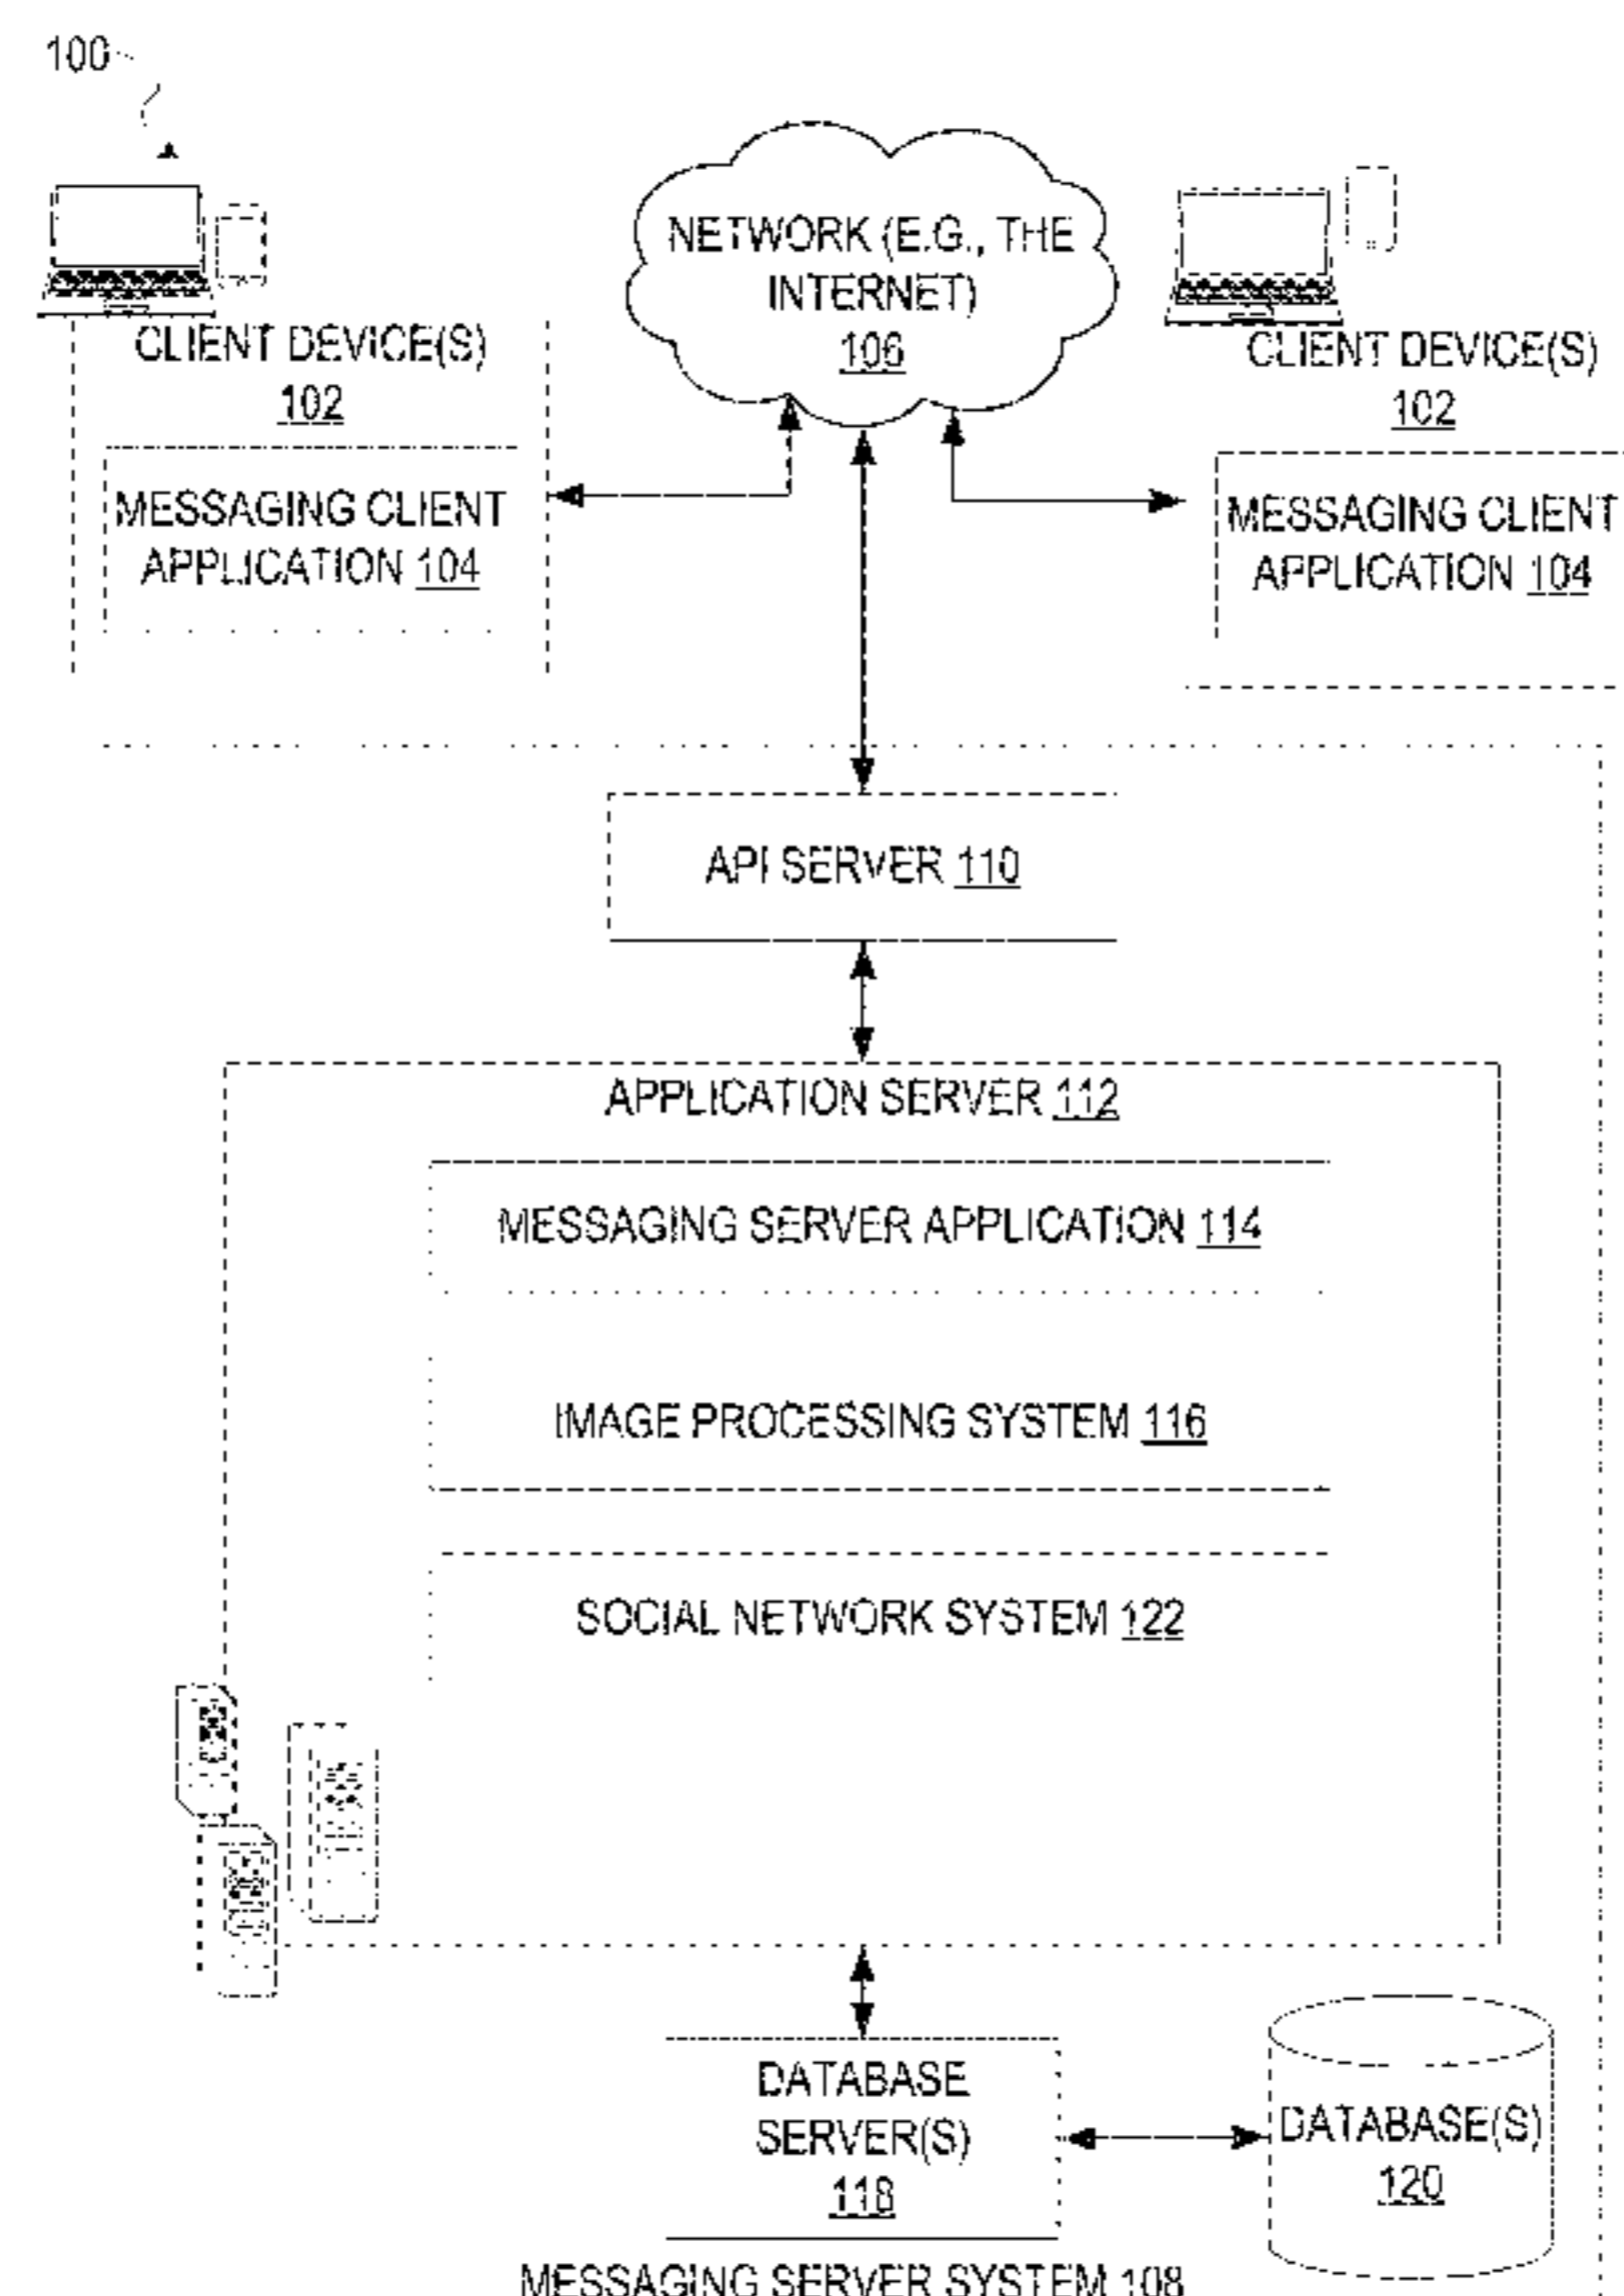 100
NETWORK (E.G., THE
INTERNET)
106
CLIENT DEVICE(S)
102
MESSAGING CLIENT
APPLICATION 104
CLIENT DEVICE(S)
102
MESSAGING CLIENT
APPLICATION 104
API SERVER 110
APPLICATION SERVER 112
MESSAGING SERVER APPLICATION 114
IMAGE PROCESSING SYSTEM 116
SOCIAL NETWORK SYSTEM 122
DATABASE
SERVER(S)
118
DATABASE(S)
120
MESSAGING SERVER SYSTEM 108